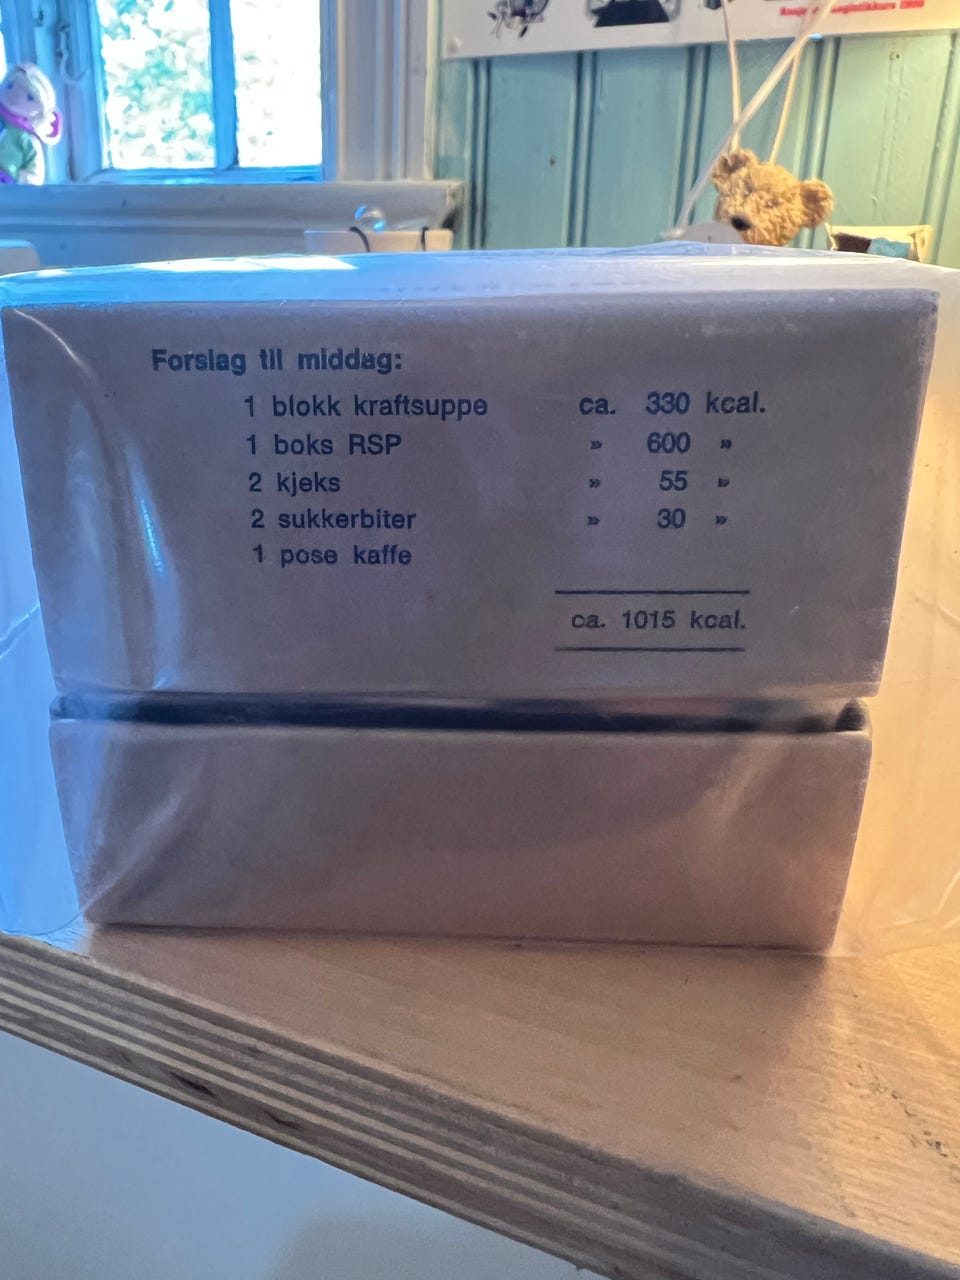 Forslag til middag:
1 blokk kraftsuppe ca. 330 kcal.
1 boks RSP » 600 »
2 kjeks » 55 »
2 sukkerbiter » 30 »
1 pose kaffe
ca. 1015 kcal.